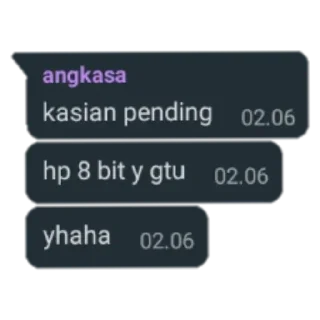 angkasa
kasian pending 02.06
hp 8 bit y gtu 02.06
yhaha 02.06